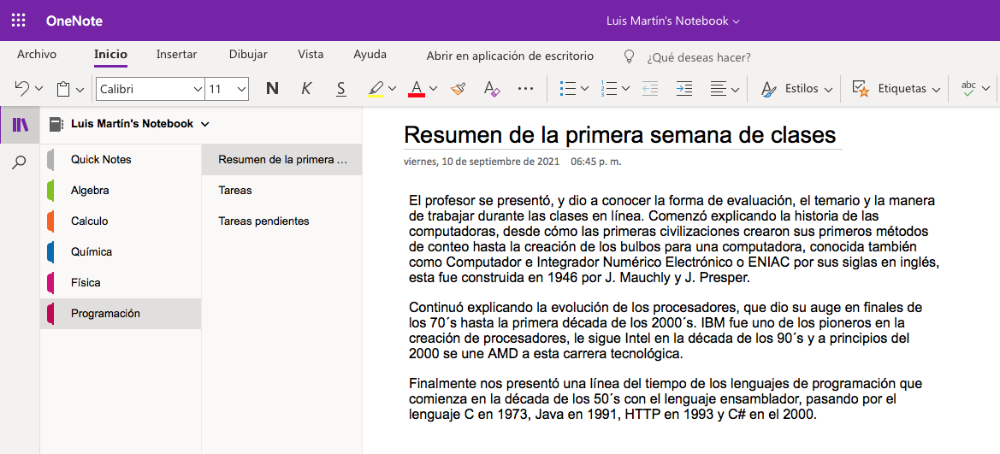 OneNote
Luis Martín's Notebook
Archivo Inicio Insertar Dibujar Vista Ayuda Abrir en aplicación de escritorio ¿Qué deseas hacer?
Calibri 11 N K S A A Estilos Etiquetas abc
Luis Martín's Notebook
Quick Notes
Algebra
Calculo
Química
Física
Programación
Resumen de la primera ...
Tareas
Tareas pendientes
Resumen de la primera semana de clases
viernes, 10 de septiembre de 2021 06:45 p. m.
El profesor se presentó, y dio a conocer la forma de evaluación, el temario y la manera
de trabajar durante las clases en línea. Comenzó explicando la historia de las
computadoras, desde cómo las primeras civilizaciones crearon sus primeros métodos
de conteo hasta la creación de los bulbos para una computadora, conocida también
como Computador e Integrador Numérico Electrónico o ENIAC por sus siglas en inglés,
esta fue construida en 1946 por J. Mauchly y J. Presper.
Continuó explicando la evolución de los procesadores, que dio su auge en finales de
los 70´s hasta la primera década de los 2000´s. IBM fue uno de los pioneros en la
creación de procesadores, le sigue Intel en la década de los 90´s y a principios del
2000 se une AMD a esta carrera tecnológica.
Finalmente nos presentó una línea del tiempo de los lenguajes de programación que
comienza en la década de los 50´s con el lenguaje ensamblador, pasando por el
lenguaje C en 1973, Java en 1991, HTTP en 1993 y C# en el 2000.